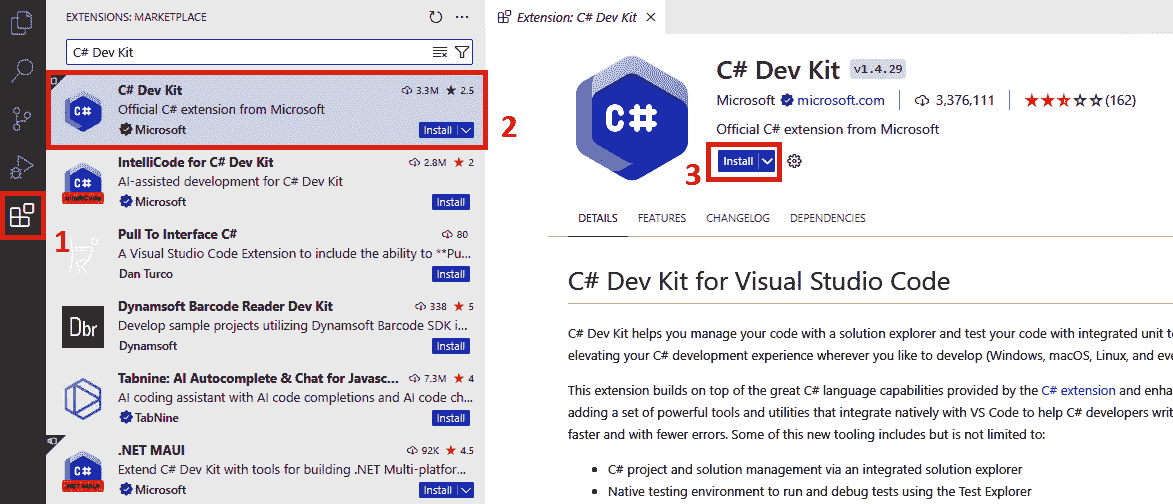 EXTENSIONS: MARKETPLACE
C# Dev Kit
C# Dev Kit 3.3M ★ 2.5
Official C# extension from Microsoft
Microsoft Install
2
IntelliCode for C# Dev Kit 2.8M ★ 2
AI-assisted development for C# Dev Kit
Microsoft Install
C#
IntelliCode
1
Pull To Interface C# 80
A Visual Studio Code Extension to include the ability to **Pu...
Dan Turco Install
Dynamsoft Barcode Reader Dev Kit 338 ★ 5
Develop sample projects utilizing Dynamsoft Barcode SDK i...
Dynamsoft Install
Dbr
Tabnine: AI Autocomplete & Chat for Javasc... 7.3M ★ 4
AI coding assistant with AI code completions and AI code ch...
TabNine Install
.NET MAUI 92K ★ 4.5
Extend C# Dev Kit with tools for building .NET Multi-platfor...
Microsoft Install
C#
.NET MAUI
C#
Extension: C# Dev Kit
C#
C# Dev Kit v1.4.29
Microsoft microsoft.com | 3,376,111 | (162)
Official C# extension from Microsoft
3 Install
DETAILS FEATURES CHANGELOG DEPENDENCIES
C# Dev Kit for Visual Studio Code
C# Dev Kit helps you manage your code with a solution explorer and test your code with integrated unit
elevating your C# development experience wherever you like to develop (Windows, macOS, Linux, and
This extension builds on top of the great C# language capabilities provided by the C# extension and
adding a set of powerful tools and utilities that integrate natively with VS Code to help C# developers
faster and with fewer errors. Some of this new tooling includes but is not limited to:
• C# project and solution management via an integrated solution explorer
• Native testing environment to run and debug tests using the Test Explorer